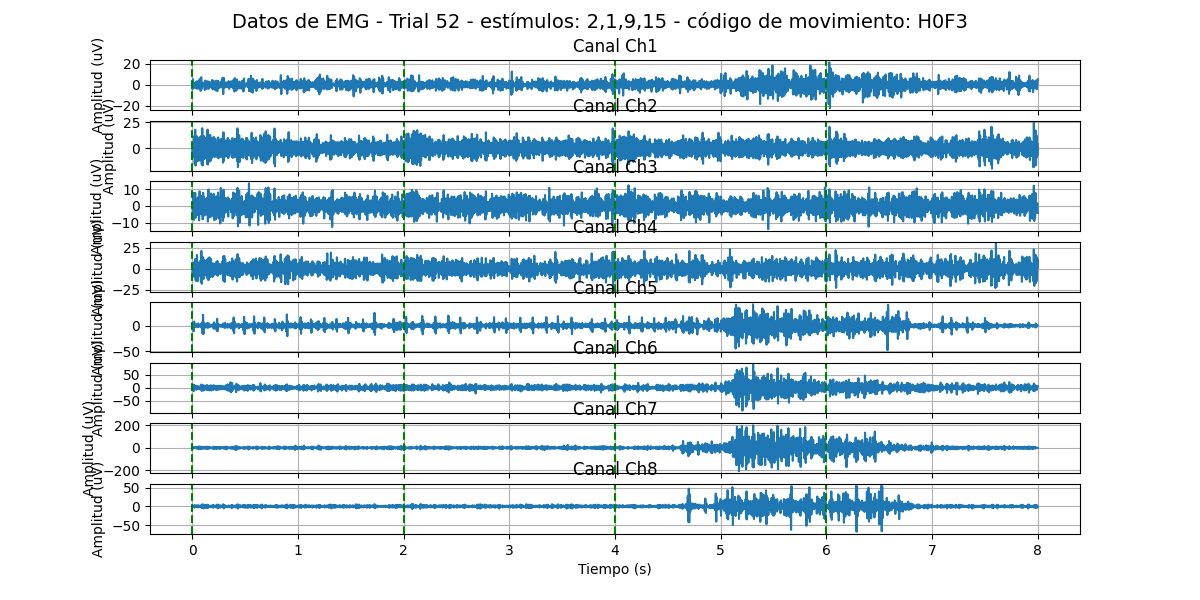 Datos de EMG - Trial 52 - estímulos: 2,1,9,15 - código de movimiento: H0F3
Canal Ch1
Amplitud (uV)
20
0
−20
Canal Ch2
Amplitud (uV)
25
0
Canal Ch3
Amplitud (uV)
10
0
−10
Canal Ch4
Amplitud (uV)
25
0
−25
Canal Ch5
Amplitud (uV)
0
−50
Canal Ch6
Amplitud (uV)
50
0
−50
Canal Ch7
Amplitud (uV)
200
0
−200
Canal Ch8
Amplitud (uV)
50
0
−50
0 1 2 3 4 5 6 7 8
Tiempo (s)